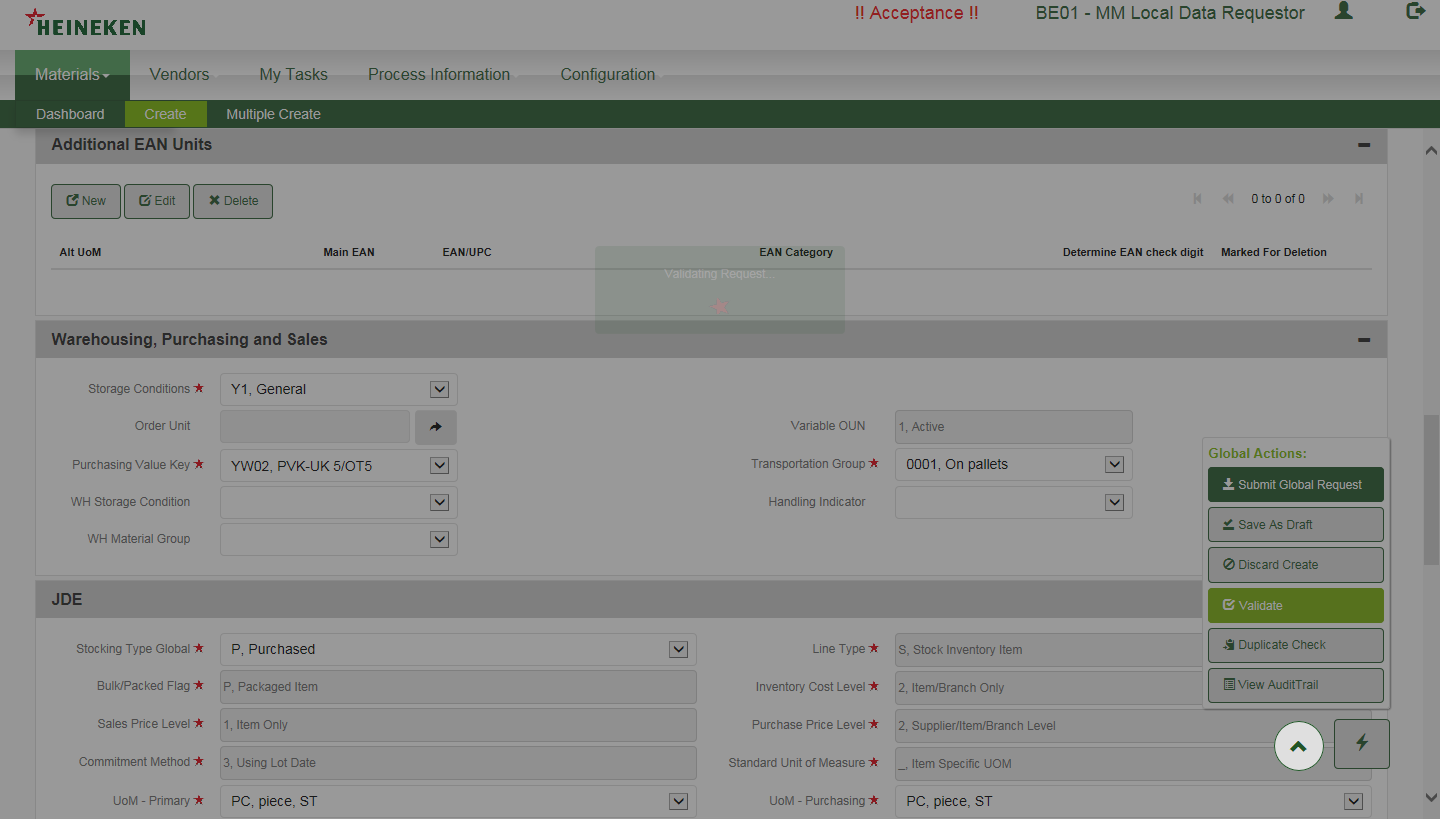 HEINEKEN
!! Acceptance !!
BE01 - MM Local Data Requestor
Materials
Vendors
My Tasks
Process Information
Configuration
Dashboard
Create
Multiple Create
Additional EAN Units
New
Edit
Delete
0 to 0 of 0
Alt UoM
Main EAN
EAN/UPC
EAN Category
Determine EAN check digit
Marked For Deletion
Validating Request...
Warehousing, Purchasing and Sales
Storage Conditions
Y1, General
Order Unit
Variable OUN
1, Active
Purchasing Value Key
YW02, PVK-UK 5/OT5
Transportation Group
0001, On pallets
WH Storage Condition
Handling Indicator
WH Material Group
Global Actions:
Submit Global Request
Save As Draft
Discard Create
Validate
Duplicate Check
View AuditTrail
JDE
Stocking Type Global
P, Purchased
Line Type
S, Stock Inventory Item
Bulk/Packed Flag
P, Packaged Item
Inventory Cost Level
2, Item/Branch Only
Sales Price Level
1, Item Only
Purchase Price Level
2, Supplier/Item/Branch Level
Commitment Method
3, Using Lot Date
Standard Unit of Measure
_, Item Specific UOM
UoM - Primary
PC, piece, ST
UoM - Purchasing
PC, piece, ST